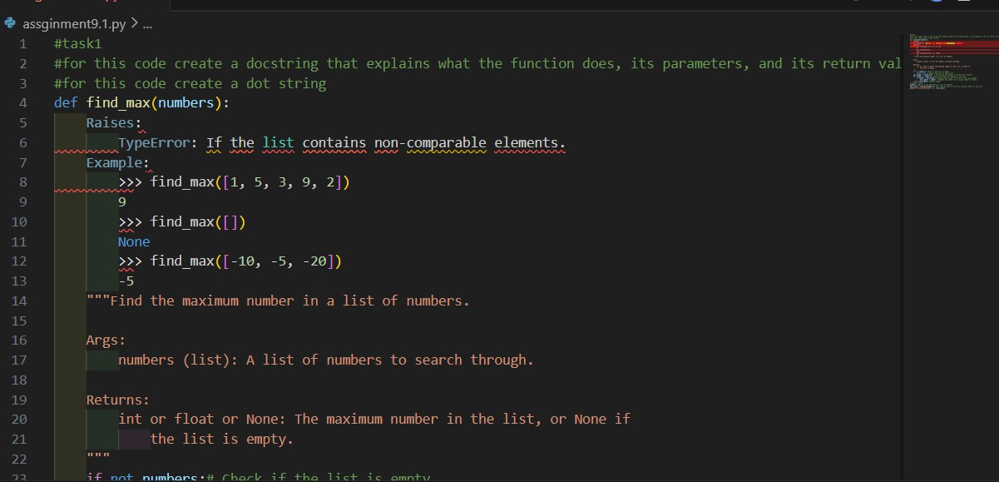 assginment9.1.py > ...
1 #task1
2 #for this code create a docstring that explains what the function does, its parameters, and its return val
3 #for this code create a dot string
4 def find_max(numbers):
5     Raises:
6         TypeError: If the list contains non-comparable elements.
7     Example:
8         >>> find_max([1, 5, 3, 9, 2])
9         9
10         >>> find_max([])
11         None
12         >>> find_max([-10, -5, -20])
13         -5
14     """Find the maximum number in a list of numbers.
15
16     Args:
17         numbers (list): A list of numbers to search through.
18
19     Returns:
20         int or float or None: The maximum number in the list, or None if
21             the list is empty.
22     """
23     if not numbers:# Check if the list is empty